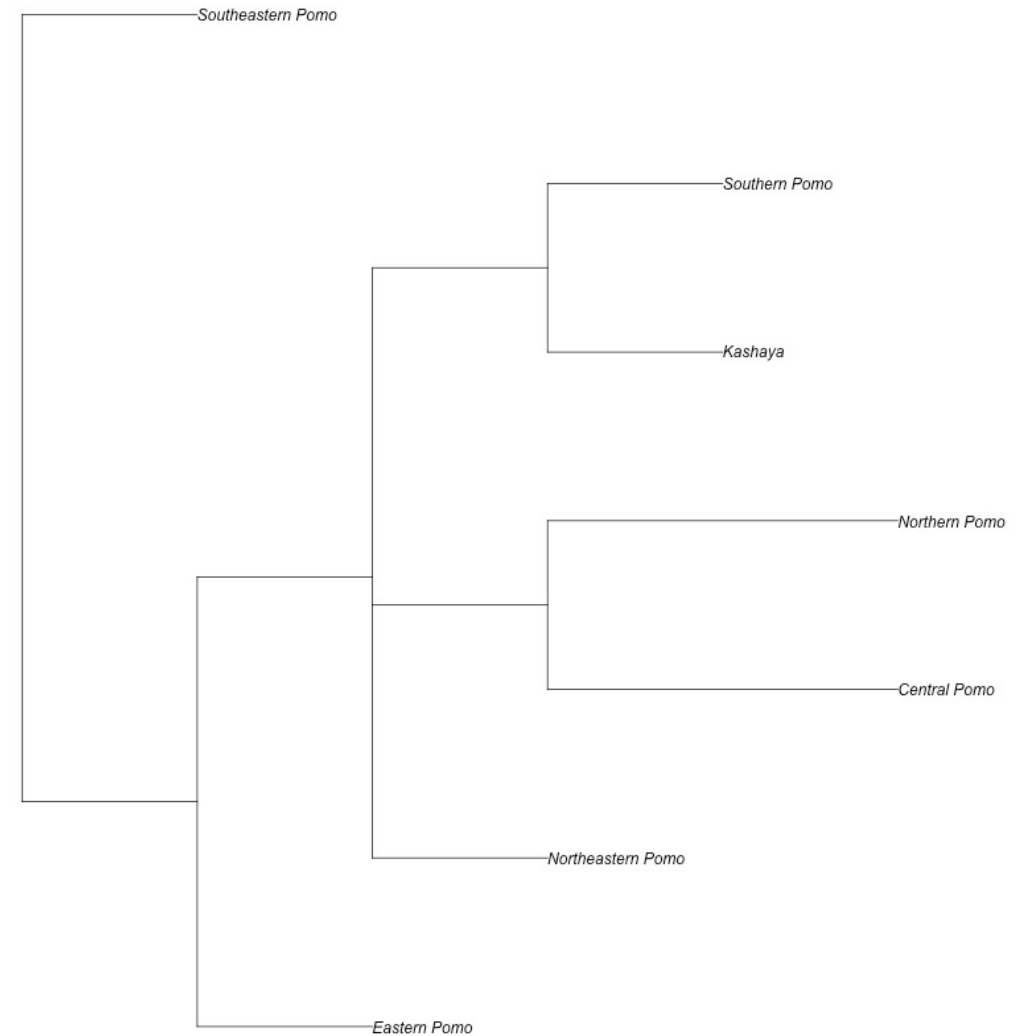 Southeastern Pomo
Southern Pomo
Kashaya
Northern Pomo
Central Pomo
Northeastern Pomo
Eastern Pomo